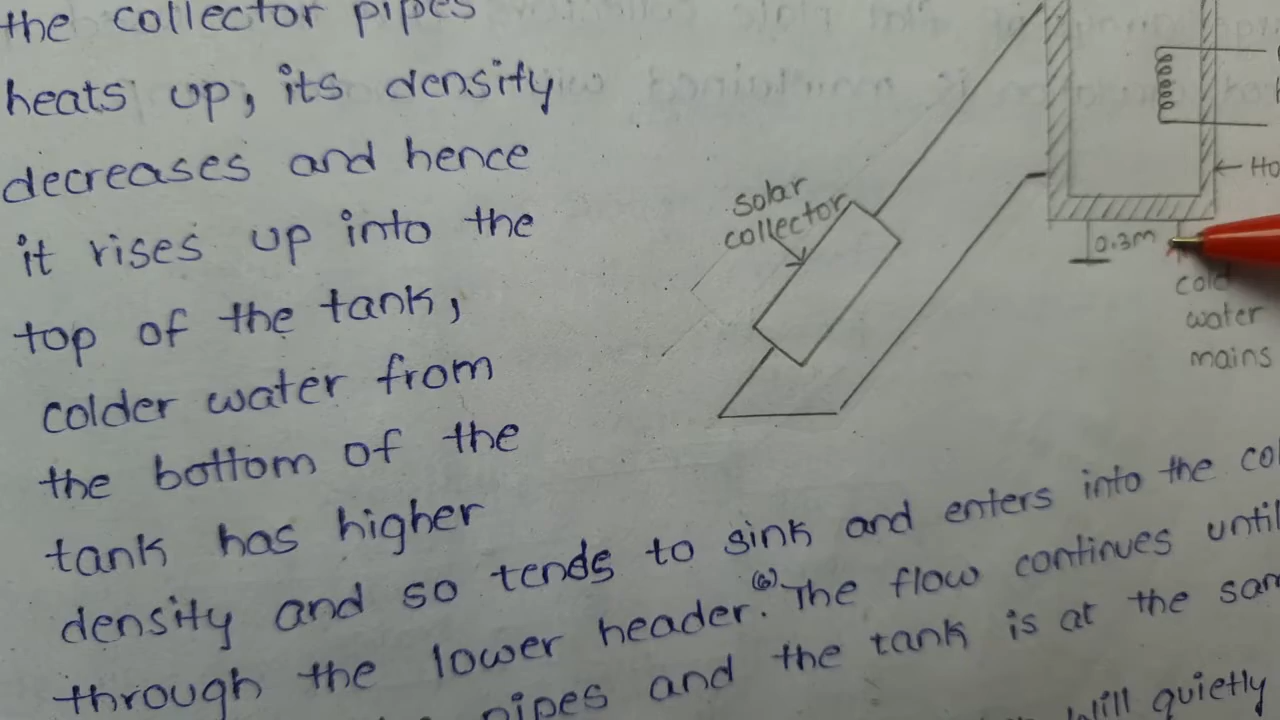 the collector pipes
heats up, its density
decreases and hence
it rises up into the
top of the tank,
colder water from
the bottom of the
tank has higher
density and so tends to sink and enters into the
through the lower header. (6) The flow continues until
pipes and the tank is at the
will quietly
solar
collector
0.3m
cold
water
mains